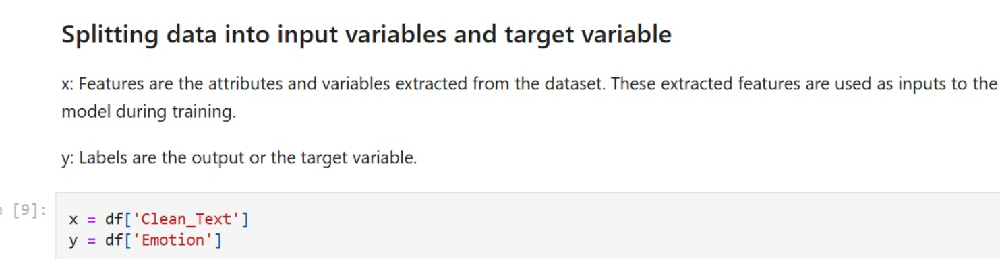 Splitting data into input variables and target variable
x: Features are the attributes and variables extracted from the dataset. These extracted features are used as inputs to the
model during training.
y: Labels are the output or the target variable.
[9]:
x = df['Clean_Text']
y = df['Emotion']